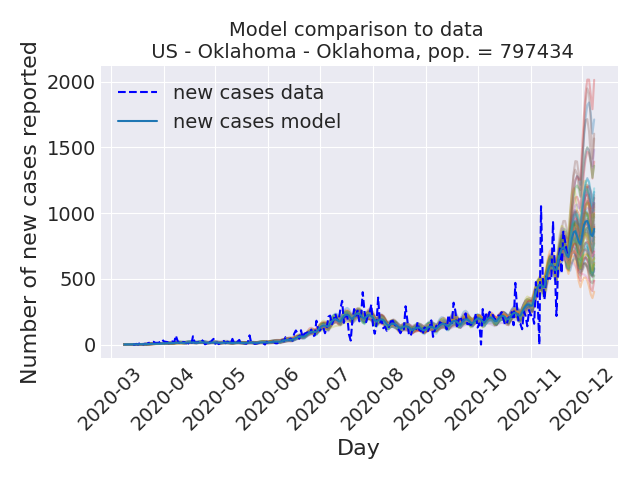 Model comparison to data
US - Oklahoma - Oklahoma, pop. = 797434
Number of new cases reported
2000
1500
1000
500
0
new cases data
new cases model
2020-03
2020-04
2020-05
2020-06
2020-07
2020-08
2020-09
2020-10
2020-11
2020-12
Day